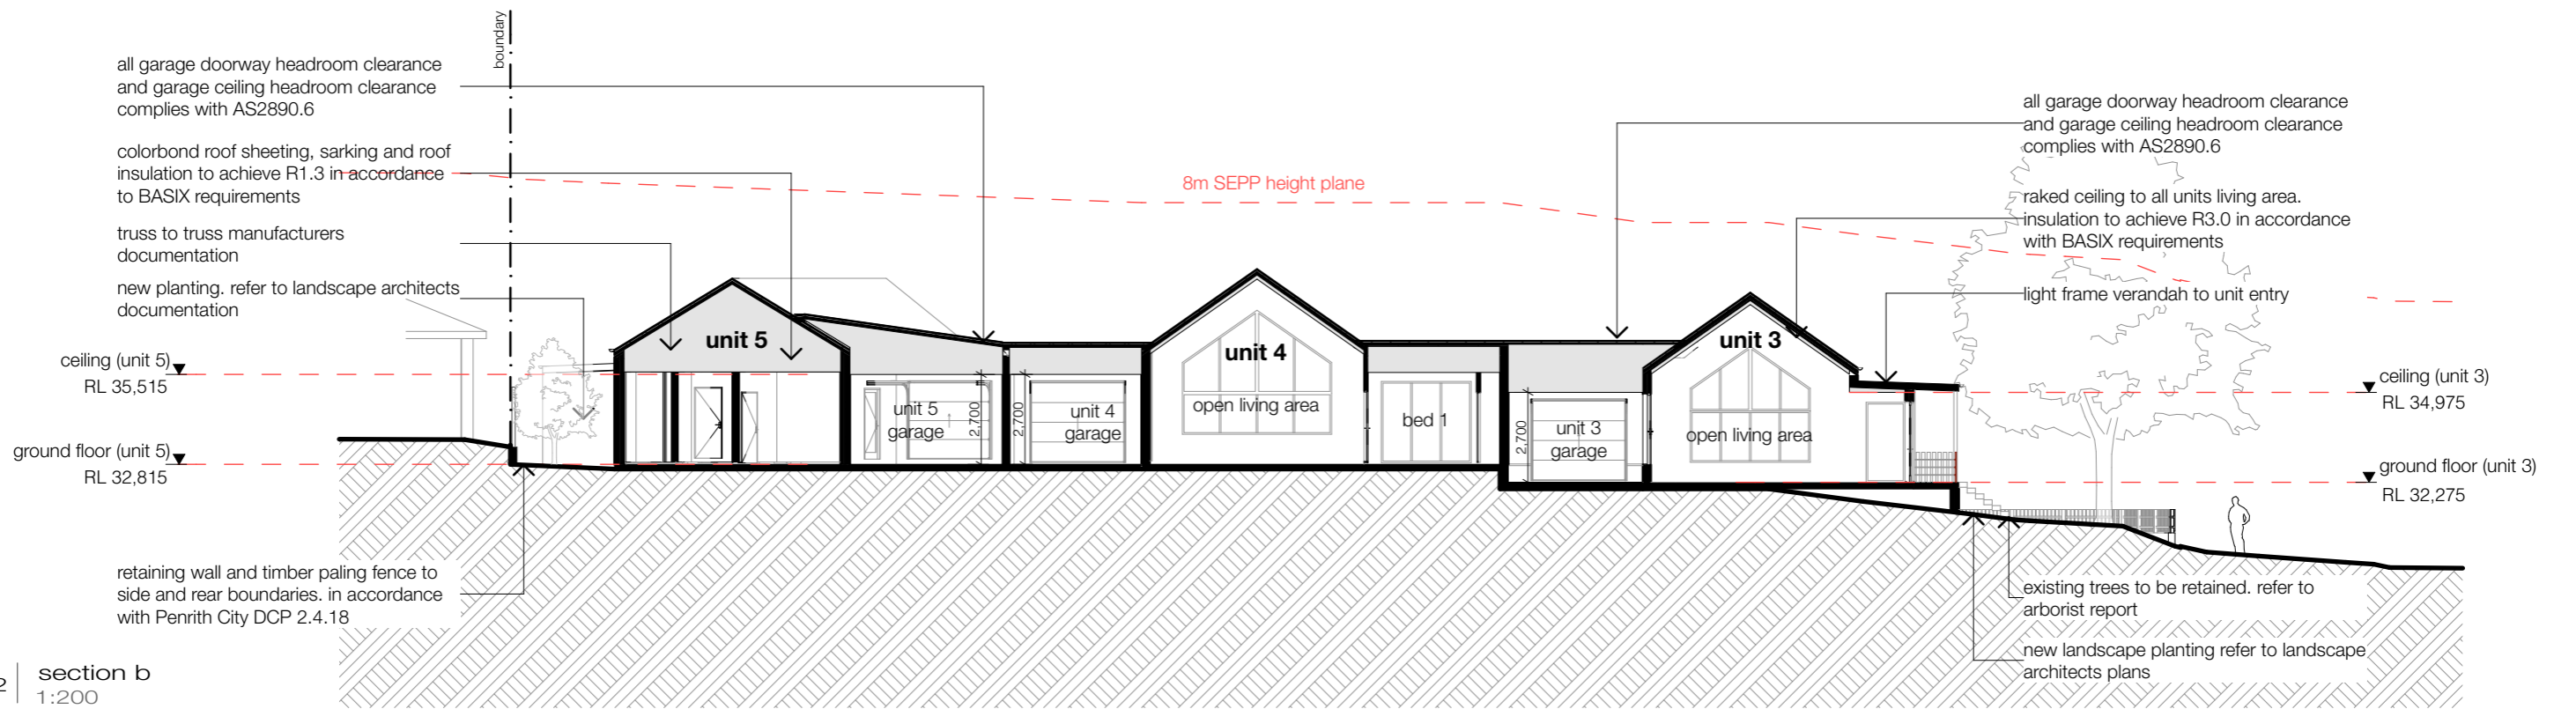 boundary
all garage doorway headroom clearance
and garage ceiling headroom clearance
complies with AS2890.6
colorbond roof sheeting, sarking and roof
insulation to achieve R1.3 in accordance
to BASIX requirements
truss to truss manufacturers
documentation
new planting. refer to landscape architects
documentation
ceiling (unit 5)
RL 35,515
ground floor (unit 5)
RL 32,815
retaining wall and timber paling fence to
side and rear boundaries. in accordance
with Penrith City DCP 2.4.18
8m SEPP height plane
unit 5
unit 5
garage
2,700
2,700
unit 4
garage
unit 4
open living area
bed 1
2,700
unit 3
garage
unit 3
open living area
all garage doorway headroom clearance
and garage ceiling headroom clearance
complies with AS2890.6
raked ceiling to all units living area.
insulation to achieve R3.0 in accordance
with BASIX requirements
light frame verandah to unit entry
ceiling (unit 3)
RL 34,975
ground floor (unit 3)
RL 32,275
existing trees to be retained. refer to
arborist report
new landscape planting refer to landscape
architects plans
2
section b
1:200